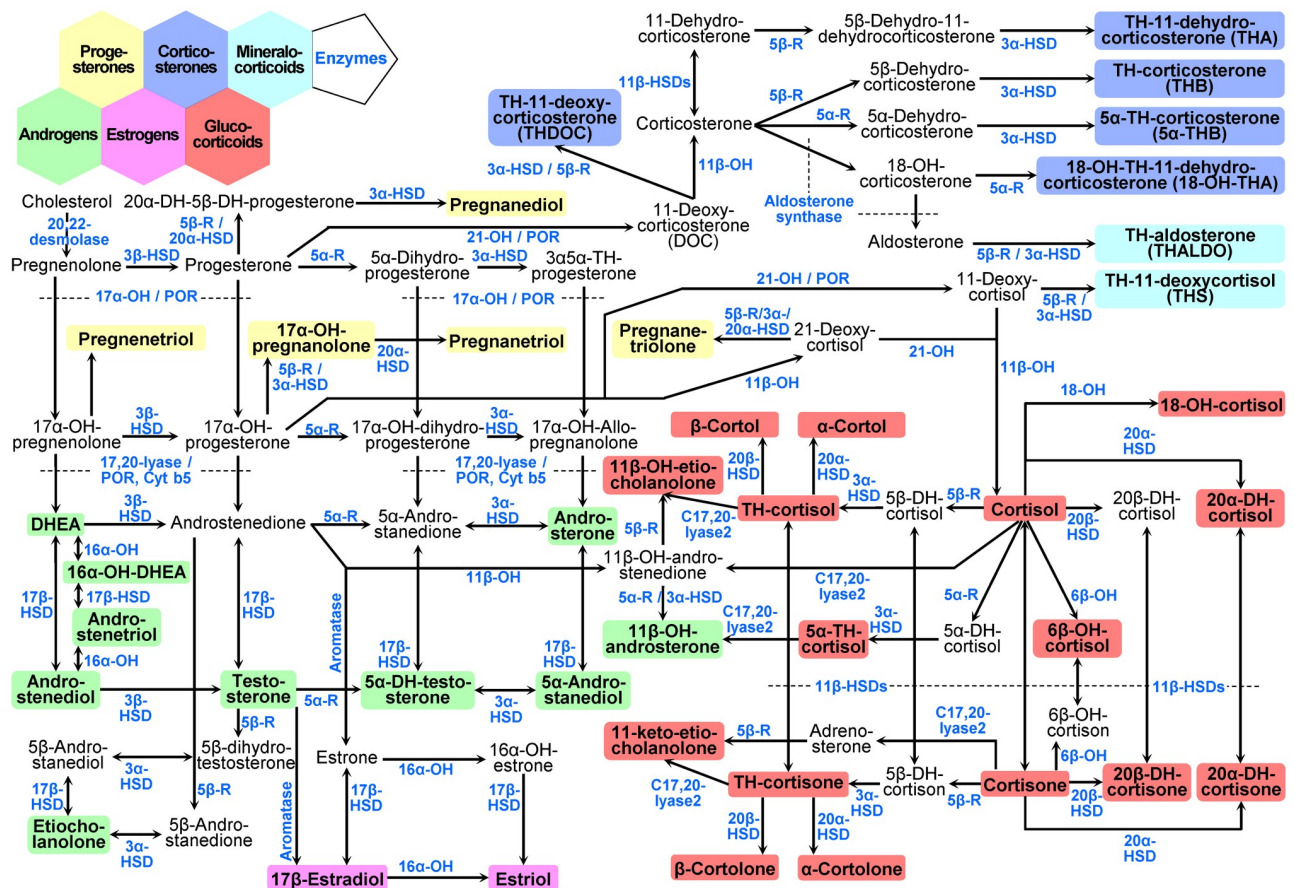 Proge-
sterones
Cortico-
sterones
Mineralo-
corticoids
Enzymes
Androgens
Estrogens
Gluco-
corticoids
11-Dehydro-
corticosterone
5β-R
5β-Dehydro-11-
dehydrocorticosterone
3α-HSD
TH-11-dehydro-
corticosterone (THA)
11β-HSDs
5β-R
5β-Dehydro-
corticosterone
3α-HSD
TH-corticosterone
(THB)
TH-11-deoxy-
corticosterone
(THDOC)
Corticosterone
5α-R
5α-Dehydro-
corticosterone
3α-HSD
5α-TH-corticosterone
(5α-THB)
3α-HSD / 5β-R
11β-OH
18-OH-
corticosterone
5α-R
18-OH-TH-11-dehydro-
corticosterone (18-OH-THA)
Aldosterone
synthase
Cholesterol
20,22-
desmolase
20α-DH-5β-DH-progesterone
3α-HSD
Pregnanediol
5β-R /
20α-HSD
11-Deoxy-
corticosterone
(DOC)
21-OH / POR
Aldosterone
5β-R / 3α-HSD
TH-aldosterone
(THALDO)
Pregnenolone
3β-HSD
Progesterone
5α-R
5α-Dihydro-
progesterone
3α-HSD
3α5α-TH-
progesterone
17α-OH / POR
17α-OH / POR
21-OH / POR
11-Deoxy-
cortisol
5β-R /
3α-HSD
TH-11-deoxycortisol
(THS)
Pregnenetriol
17α-OH-
pregnanolone
20α-
HSD
Pregnanetriol
5β-R /
3α-HSD
Pregnane-
triolone
5β-R/3α-/
20α-HSD
21-Deoxy-
cortisol
21-OH
11β-OH
11β-OH
17α-OH-
pregnenolone
3β-
HSD
17α-OH-
progesterone
5α-R
17α-OH-dihydro-
progesterone
3α-
HSD
17α-OH-Allo-
pregnanolone
17,20-lyase /
POR, Cyt b5
17,20-lyase /
POR, Cyt b5
β-Cortol
α-Cortol
18-OH
18-OH-cortisol
20β-
HSD
20α-
HSD
20α-
HSD
11β-OH-etio-
cholanolone
C17,20-
lyase2
TH-cortisol
3α-
HSD
5β-DH-
cortisol
5β-R
Cortisol
20β-
HSD
20β-DH-
cortisol
20α-DH-
cortisol
DHEA
3β-
HSD
Androstenedione
5α-R
5α-Andro-
stanedione
3α-
HSD
Andro-
sterone
5β-R
16α-OH
16α-OH-DHEA
17β-HSD
Andro-
stenetriol
16α-OH
17β-
HSD
17β-
HSD
11β-OH
11β-OH-andro-
stenedione
C17,20-
lyase2
5α-R / 3α-HSD
Aromatase
17β-
HSD
17β-
HSD
11β-OH-
androsterone
C17,20-
lyase2
5α-TH-
cortisol
3α-
HSD
5α-DH-
cortisol
5α-R
6β-OH
6β-OH-
cortisol
11β-HSDs
11β-HSDs
Andro-
stenediol
3β-
HSD
Testo-
sterone
5α-R
5α-DH-testo-
sterone
3α-
HSD
5α-Andro-
stanediol
5β-R
5β-Andro-
stanediol
3α-
HSD
5β-dihydro-
testosterone
5β-R
17β-
HSD
Etiocho-
lanolone
3α-
HSD
5β-Andro-
stanedione
Aromatase
Estrone
16α-OH
16α-OH-
estrone
17β-
HSD
17β-Estradiol
16α-OH
Estriol
11-keto-etio-
cholanolone
5β-R
Adreno-
sterone
C17,20-
lyase2
6β-OH-
cortison
6β-OH
C17,20-
lyase2
TH-cortisone
3α-
HSD
5β-DH-
cortison
5β-R
Cortisone
20β-
HSD
20β-DH-
cortisone
20α-DH-
cortisone
20β-
HSD
20α-
HSD
20α-
HSD
β-Cortolone
α-Cortolone